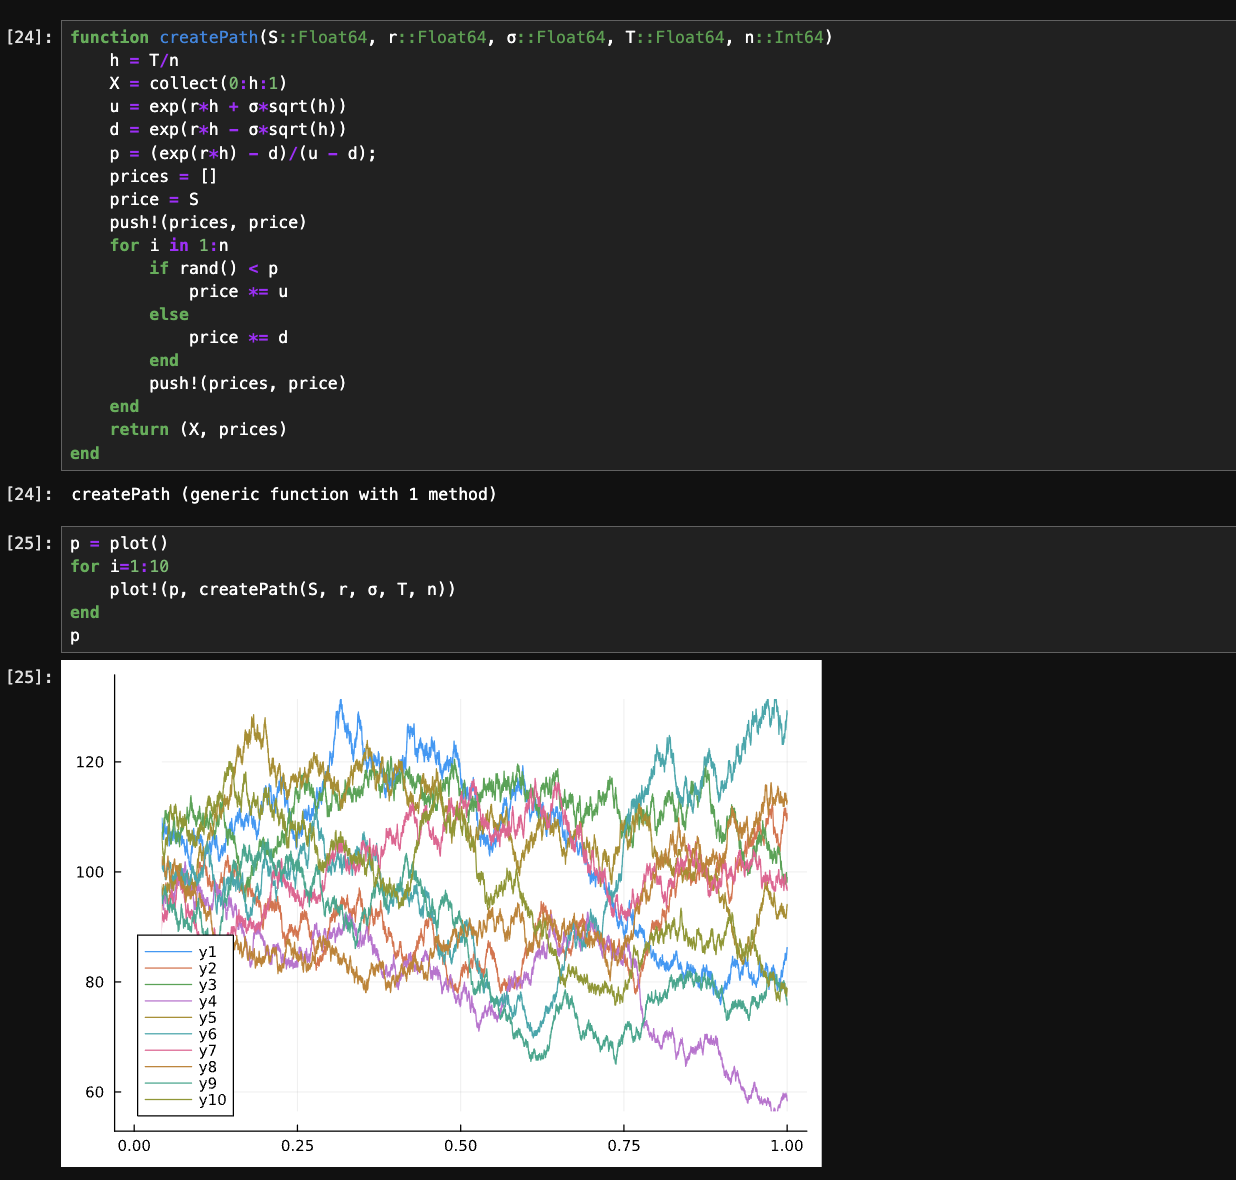 [24]: function createPath(S::Float64, r::Float64, σ::Float64, T::Float64, n::Int64)
    h = T/n
    X = collect(0:h:1)
    u = exp(r*h + σ*sqrt(h))
    d = exp(r*h - σ*sqrt(h))
    p = (exp(r*h) - d)/(u - d);
    prices = []
    price = S
    push!(prices, price)
    for i in 1:n
        if rand() < p
            price *= u
        else
            price *= d
        end
        push!(prices, price)
    end
    return (X, prices)
end
[24]: createPath (generic function with 1 method)
[25]: p = plot()
for i=1:10
    plot!(p, createPath(S, r, σ, T, n))
end
p
[25]:
120
100
80
60
y1
y2
y3
y4
y5
y6
y7
y8
y9
y10
0.00 0.25 0.50 0.75 1.00